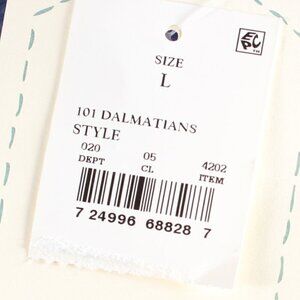 SIZE
L
101 DALMATIANS
STYLE
020 05 4202
DEPT CL ITEM
7 24996 68828 7